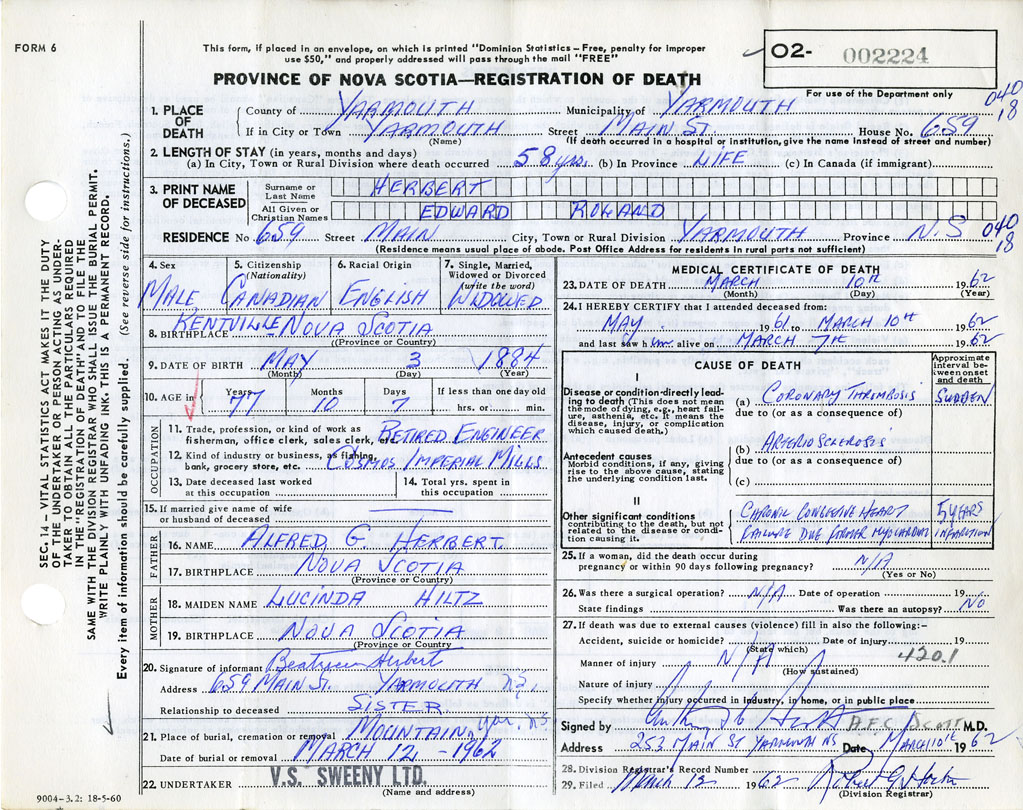 FORM 6
This form, if placed in an envelope, on which is printed "Dominion Statistics – Free, penalty for improper
use $50," and properly addressed will pass through the mail "FREE"
O2- 002224
For use of the Department only
PROVINCE OF NOVA SCOTIA—REGISTRATION OF DEATH
040
18
1. PLACE OF DEATH
County of YARMOUTH Municipality of YARMOUTH
If in City or Town YARMOUTH Street MAIN ST. House No. 659
(Name) (If death occurred in a hospital or institution, give the name instead of street and number)
2. LENGTH OF STAY (in years, months and days)
(a) In City, Town or Rural Division where death occurred 58 yrs. (b) In Province LIFE (c) In Canada (if immigrant)
3. PRINT NAME OF DECEASED
Surname or Last Name HERBERT
All Given or Christian Names EDWARD ROLAND
RESIDENCE No 659 Street MAIN City, Town or Rural Division YARMOUTH Province N.S
040
18
(Residence means usual place of abode. Post Office Address for residents in rural parts not sufficient)
4. Sex
MALE
5. Citizenship (Nationality)
CANADIAN
6. Racial Origin
ENGLISH
7. Single, Married, Widowed or Divorced (write the word)
WIDOWED
8. BIRTHPLACE KENTVILLE NOVA SCOTIA
(Province or Country)
9. DATE OF BIRTH MAY 3 1884
(Month) (Day) (Year)
10. AGE in Years Months Days If less than one day old
77 10 7 hrs. or min.
OCCUPATION
11. Trade, profession, or kind of work as
fisherman, office clerk, sales clerk, etc. RETIRED ENGINEER
12. Kind of industry or business, as fishing,
bank, grocery store, etc. COSMOS IMPERIAL MILLS
13. Date deceased last worked
at this occupation
14. Total yrs. spent in
this occupation
15. If married give name of wife
or husband of deceased
FATHER
16. NAME ALFRED G. HERBERT.
17. BIRTHPLACE NOVA SCOTIA
(Province or Country)
MOTHER
18. MAIDEN NAME LUCINDA HILTZ
19. BIRTHPLACE NOVA SCOTIA
(Province or Country)
20. Signature of informant Beatrice Herbert
Address 659 MAIN ST. YARMOUTH N.S.
Relationship to deceased SISTER
21. Place of burial, cremation or removal MOUNTAIN, Yar. NS
Date of burial or removal MARCH 12 - 1962
22. UNDERTAKER V.S. SWEENY LTD.
(Name and address)
MEDICAL CERTIFICATE OF DEATH
23. DATE OF DEATH MARCH 10TH 1962
(Month) (Day) (Year)
24. I HEREBY CERTIFY that I attended deceased from:
MAY 1961 to MARCH 10TH 1962
and last saw him alive on MARCH 7TH 1962
CAUSE OF DEATH
Approximate interval between onset and death
I
Disease or condition directly leading to death (This does not mean
the mode of dying, e.g., heart failure, asthenia, etc. It means the
disease, injury, or complication
which caused death.)
(a) CORONARY THROMBOSIS SUDDEN
due to (or as a consequence of)
Antecedent causes
Morbid conditions, if any, giving
rise to the above cause, stating
the underlying condition last.
(b) ARTERIOSCLEROSIS
due to (or as a consequence of)
(c)
II
Other significant conditions
contributing to the death, but not
related to the disease or condition causing it.
CHRONIC CONGESTIVE HEART 5 YEARS
FAILURE DUE FORMER MYOCARDIAL INFARCTION
25. If a woman, did the death occur during
pregnancy or within 90 days following pregnancy? N/A
(Yes or No)
26. Was there a surgical operation? N/A Date of operation 19
State findings Was there an autopsy? NO
27. If death was due to external causes (violence) fill in also the following:–
Accident, suicide or homicide? Date of injury 19
(State which)
420.1
Manner of injury N/A
(How sustained)
Nature of injury
Specify whether injury occurred in industry, in home, or in public place
Signed by D.F.C. SCOTT M.D.
Address 253 MAIN ST YARMOUTH NS Date MARCH 10TH 1962
28. Division Registrar's Record Number
29. Filed March 12 1962
(Division Registrar)
SEC. 14 – VITAL STATISTICS ACT MAKES IT THE DUTY
OF THE UNDERTAKER OR PERSON ACTING AS UNDER-
TAKER TO OBTAIN ALL THE PARTICULARS REQUIRED
IN THE "REGISTRATION OF DEATH" AND TO FILE THE
SAME WITH THE DIVISION REGISTRAR WHO SHALL ISSUE THE BURIAL PERMIT.
WRITE PLAINLY WITH UNFADING INK. THIS IS A PERMANENT RECORD.
Every item of information should be carefully supplied. (See reverse side for instructions.)
9004-3.2: 18-5-60